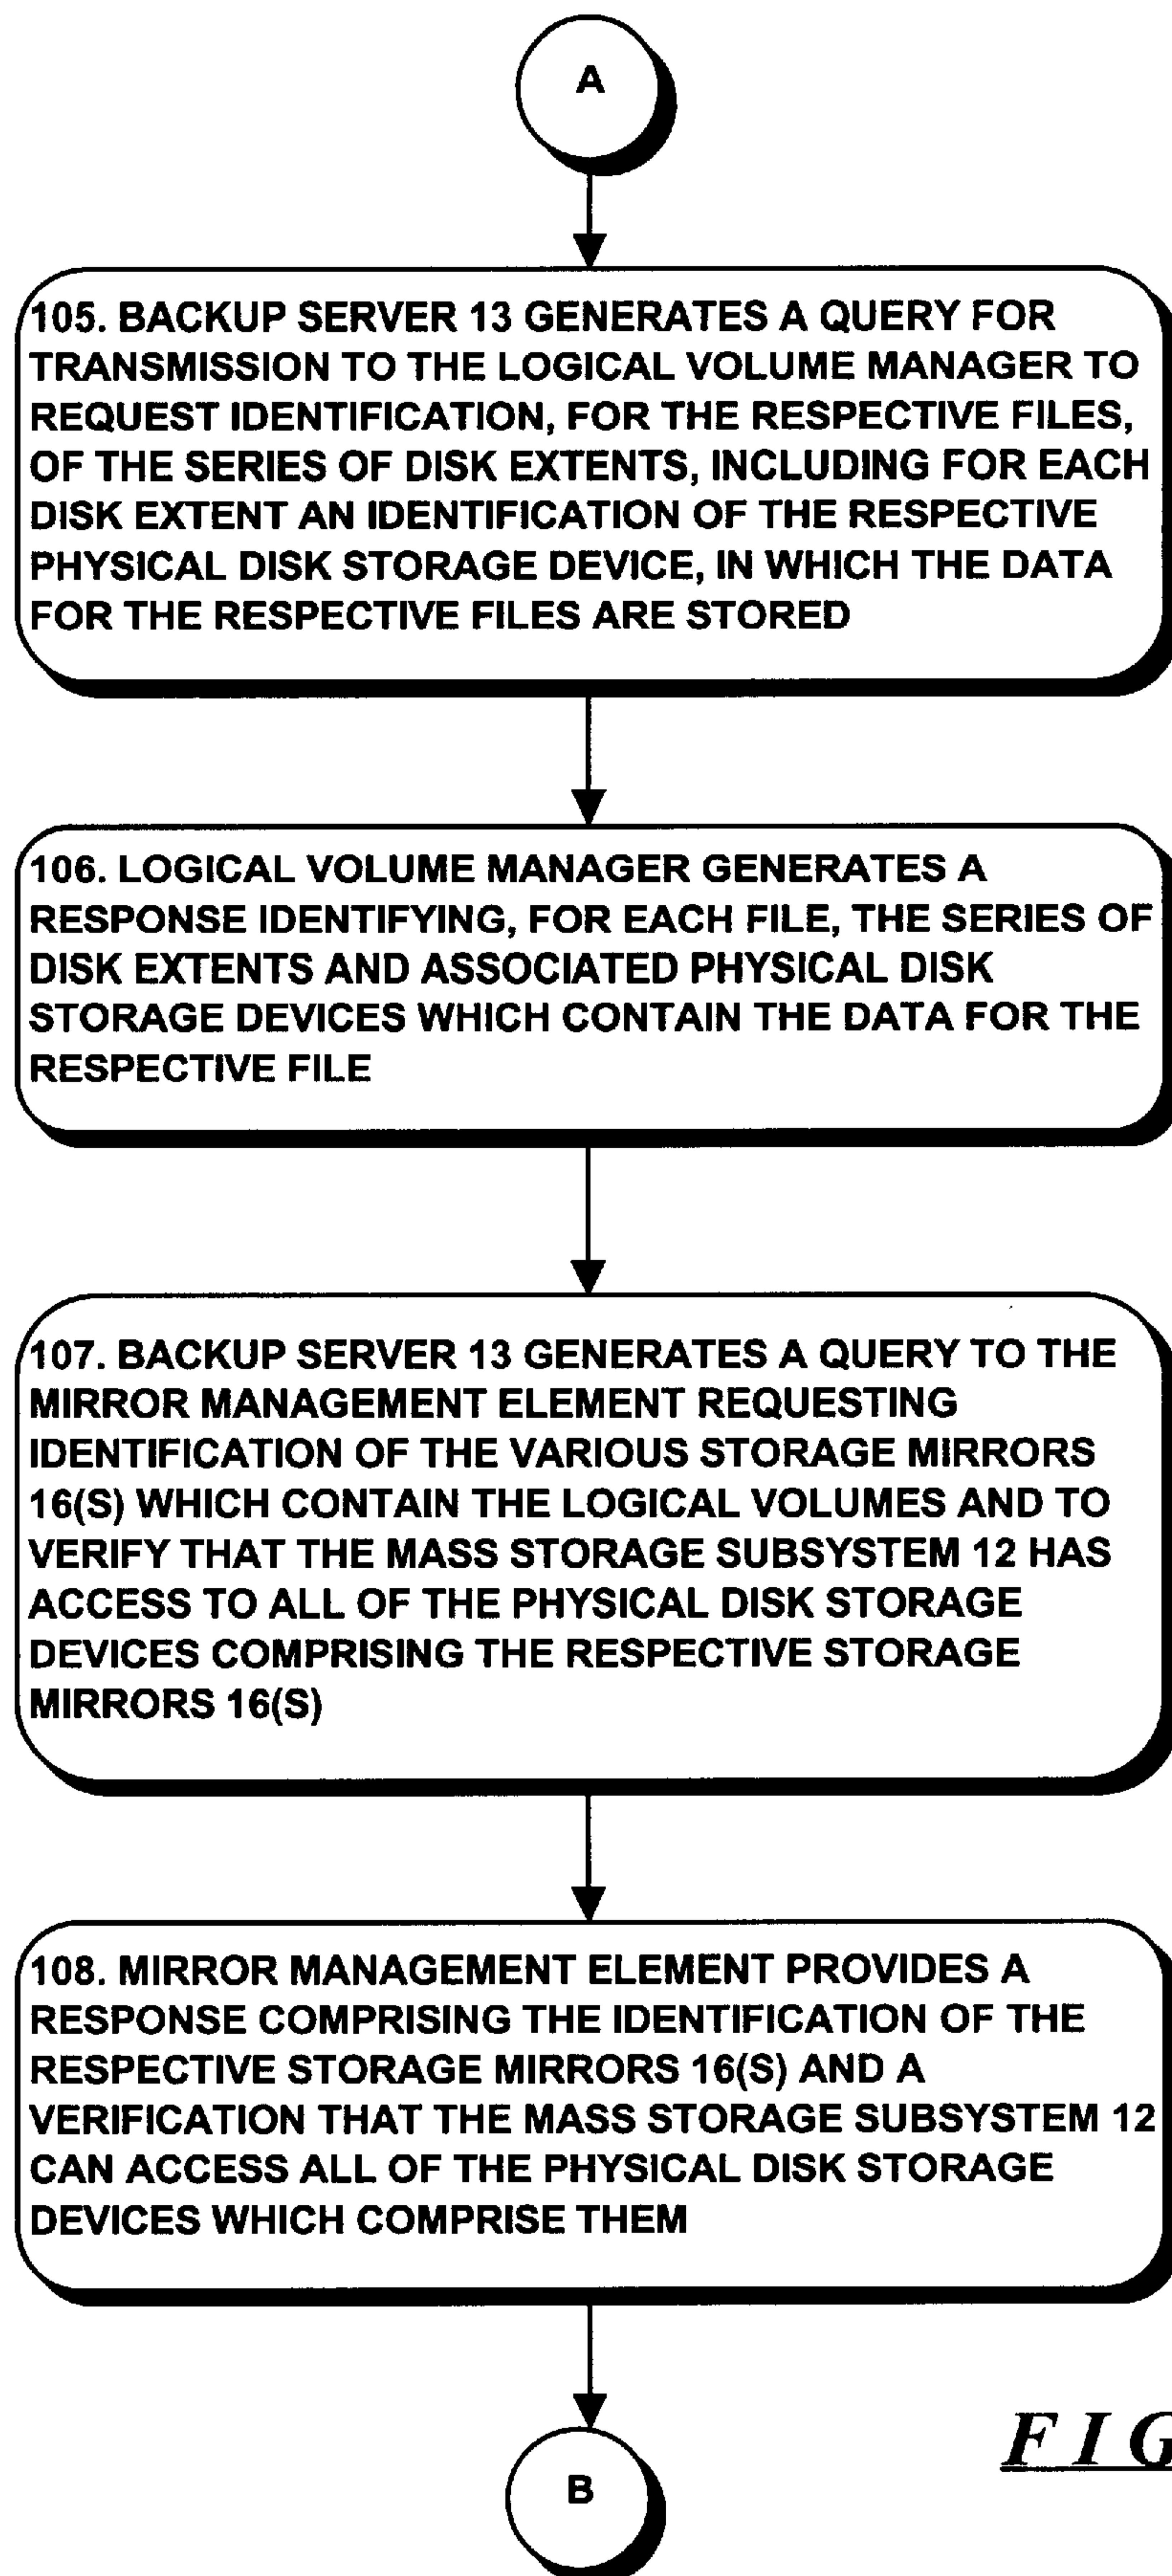 A
105. BACKUP SERVER 13 GENERATES A QUERY FOR
TRANSMISSION TO THE LOGICAL VOLUME MANAGER TO
REQUEST IDENTIFICATION, FOR THE RESPECTIVE FILES,
OF THE SERIES OF DISK EXTENTS, INCLUDING FOR EACH
DISK EXTENT AN IDENTIFICATION OF THE RESPECTIVE
PHYSICAL DISK STORAGE DEVICE, IN WHICH THE DATA
FOR THE RESPECTIVE FILES ARE STORED
106. LOGICAL VOLUME MANAGER GENERATES A
RESPONSE IDENTIFYING, FOR EACH FILE, THE SERIES OF
DISK EXTENTS AND ASSOCIATED PHYSICAL DISK
STORAGE DEVICES WHICH CONTAIN THE DATA FOR THE
RESPECTIVE FILE
107. BACKUP SERVER 13 GENERATES A QUERY TO THE
MIRROR MANAGEMENT ELEMENT REQUESTING
IDENTIFICATION OF THE VARIOUS STORAGE MIRRORS
16(S) WHICH CONTAIN THE LOGICAL VOLUMES AND TO
VERIFY THAT THE MASS STORAGE SUBSYSTEM 12 HAS
ACCESS TO ALL OF THE PHYSICAL DISK STORAGE
DEVICES COMPRISING THE RESPECTIVE STORAGE
MIRRORS 16(S)
108. MIRROR MANAGEMENT ELEMENT PROVIDES A
RESPONSE COMPRISING THE IDENTIFICATION OF THE
RESPECTIVE STORAGE MIRRORS 16(S) AND A
VERIFICATION THAT THE MASS STORAGE SUBSYSTEM 12
CAN ACCESS ALL OF THE PHYSICAL DISK STORAGE
DEVICES WHICH COMPRISE THEM
FIG
B